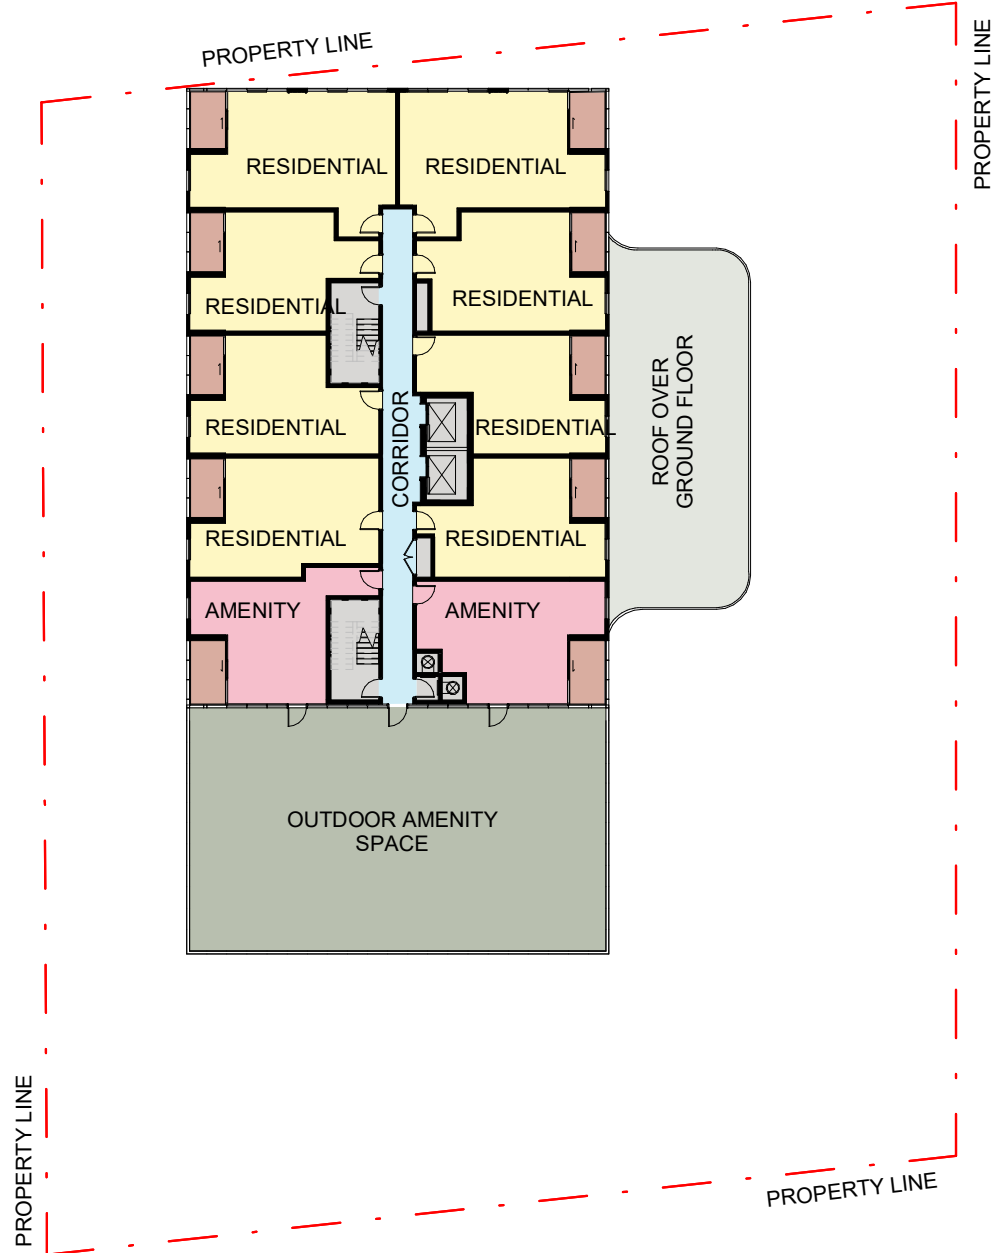 PROPERTY LINE
PROPERTY LINE
RESIDENTIAL
RESIDENTIAL
RESIDENTIAL
RESIDENTIAL
RESIDENTIAL
RESIDENTIAL
CORRIDOR
ROOF OVER
GROUND FLOOR
RESIDENTIAL
RESIDENTIAL
AMENITY
AMENITY
OUTDOOR AMENITY
SPACE
PROPERTY LINE
PROPERTY LINE